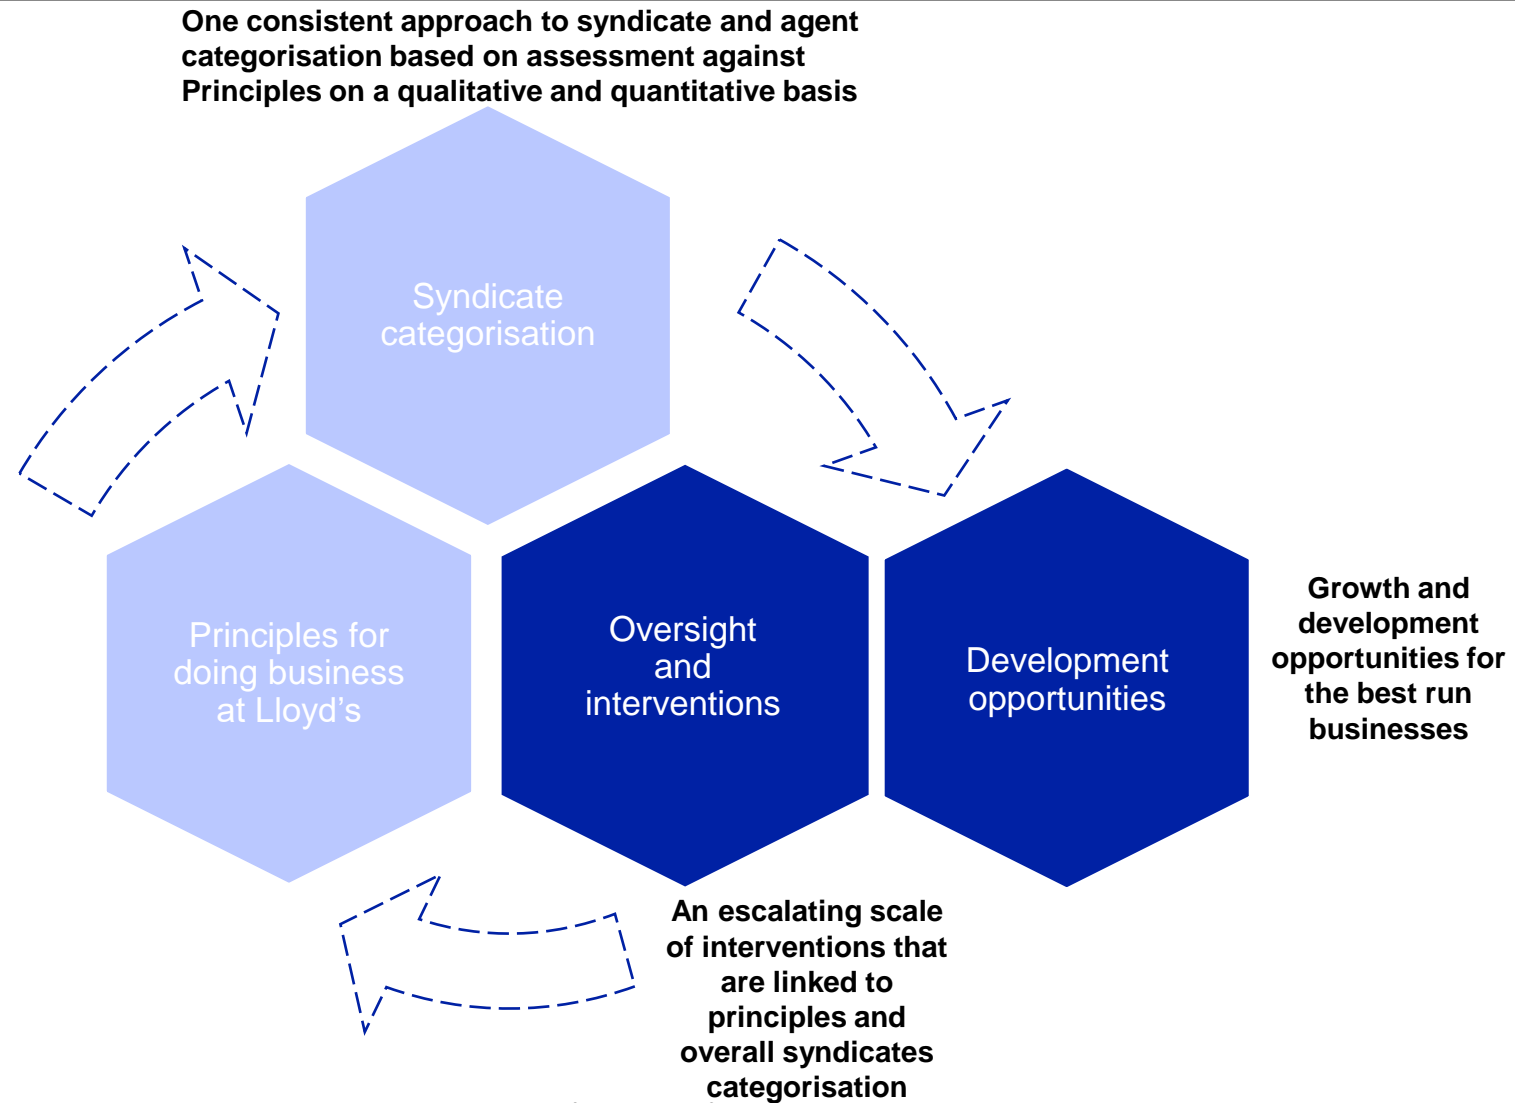 One consistent approach to syndicate and agent
categorisation based on assessment against
Principles on a qualitative and quantitative basis
Syndicate
categorisation
Principles for
doing business
at Lloyd’s
Oversight
and
interventions
Development
opportunities
Growth and
development
opportunities for
the best run
businesses
An escalating scale
of interventions that
are linked to
principles and
overall syndicates
categorisation